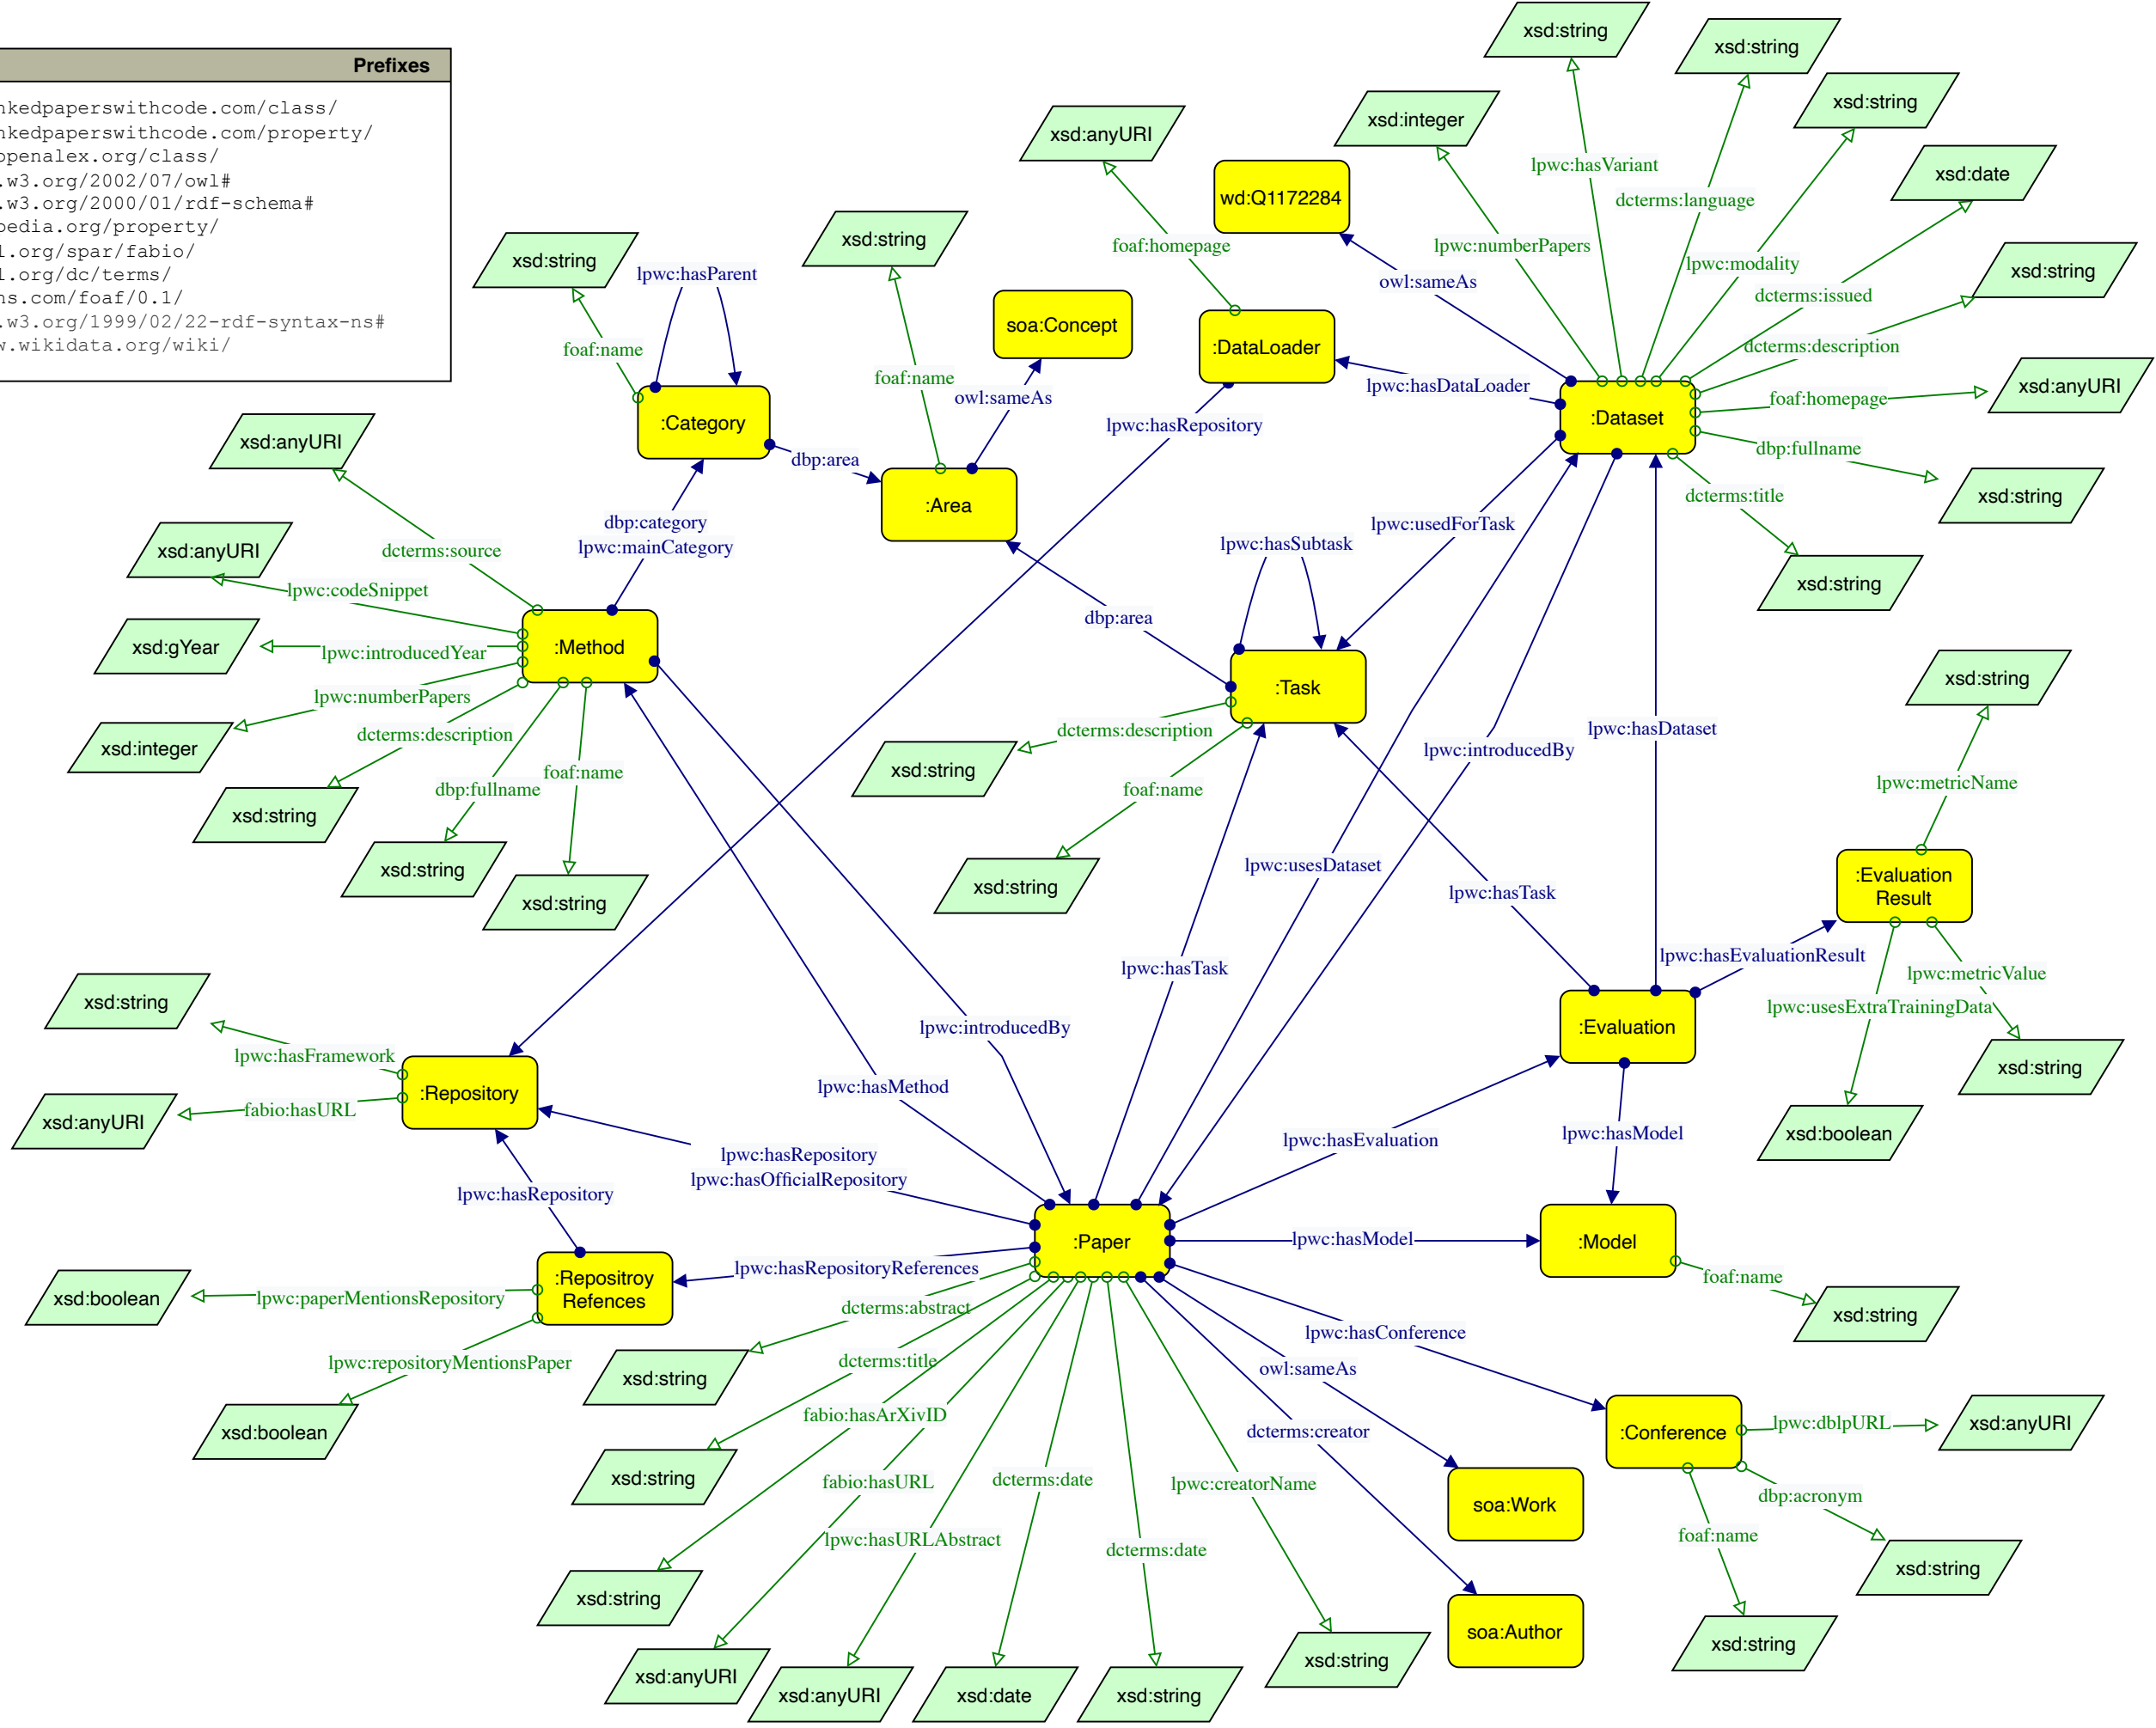 Prefixes
nkedpaperswithcode.com/class/
nkedpaperswithcode.com/property/
openalex.org/class/
.w3.org/2002/07/owl#
.w3.org/2000/01/rdf-schema#
pedia.org/property/
l.org/spar/fabio/
l.org/dc/terms/
ns.com/foaf/0.1/
.w3.org/1999/02/22-rdf-syntax-ns#
w.wikidata.org/wiki/
xsd:string
xsd:string
xsd:string
xsd:integer
xsd:anyURI
lpwc:hasVariant
xsd:date
wd:Q1172284
dcterms:language
xsd:string
foaf:homepage
lpwc:numberPapers
xsd:string
lpwc:hasParent
lpwc:modality
xsd:string
owl:sameAs
dcterms:issued
soa:Concept
:DataLoader
dcterms:description
foaf:name
foaf:name
lpwc:hasDataLoader
xsd:anyURI
owl:sameAs
foaf:homepage
:Category
lpwc:hasRepository
:Dataset
xsd:anyURI
dbp:area
dbp:fullname
dcterms:title
xsd:string
:Area
dbp:category
lpwc:mainCategory
lpwc:usedForTask
lpwc:hasSubtask
dcterms:source
xsd:anyURI
xsd:string
lpwc:codeSnippet
dbp:area
xsd:gYear
:Method
lpwc:introducedYear
xsd:string
:Task
lpwc:numberPapers
lpwc:hasDataset
dcterms:description
dcterms:description
xsd:integer
lpwc:introducedBy
xsd:string
foaf:name
lpwc:metricName
dbp:fullname
foaf:name
xsd:string
lpwc:usesDataset
xsd:string
:Evaluation
Result
xsd:string
lpwc:hasTask
xsd:string
lpwc:hasEvaluationResult
lpwc:hasTask
lpwc:metricValue
xsd:string
lpwc:usesExtraTrainingData
lpwc:introducedBy
:Evaluation
lpwc:hasFramework
xsd:string
lpwc:hasMethod
:Repository
fabio:hasURL
xsd:anyURI
lpwc:hasModel
xsd:boolean
lpwc:hasEvaluation
lpwc:hasRepository
lpwc:hasOfficialRepository
lpwc:hasRepository
:Paper
lpwc:hasModel
:Model
lpwc:hasRepositoryReferences
:Repositroy
Refences
foaf:name
xsd:boolean
lpwc:paperMentionsRepository
dcterms:abstract
xsd:string
lpwc:hasConference
lpwc:repositoryMentionsPaper
dcterms:title
owl:sameAs
xsd:string
fabio:hasArXivID
lpwc:dblpURL
xsd:anyURI
xsd:boolean
dcterms:creator
:Conference
xsd:string
fabio:hasURL
dcterms:date
lpwc:creatorName
dbp:acronym
soa:Work
lpwc:hasURLAbstract
dcterms:date
foaf:name
xsd:string
xsd:string
soa:Author
xsd:string
xsd:string
xsd:anyURI
xsd:anyURI
xsd:date
xsd:string